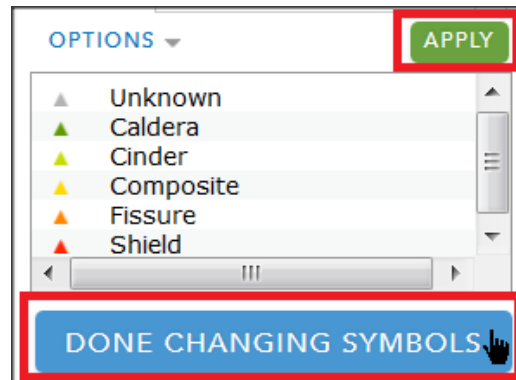 OPTIONS APPLY
Unknown
Caldera
Cinder
Composite
Fissure
Shield
DONE CHANGING SYMBOLS